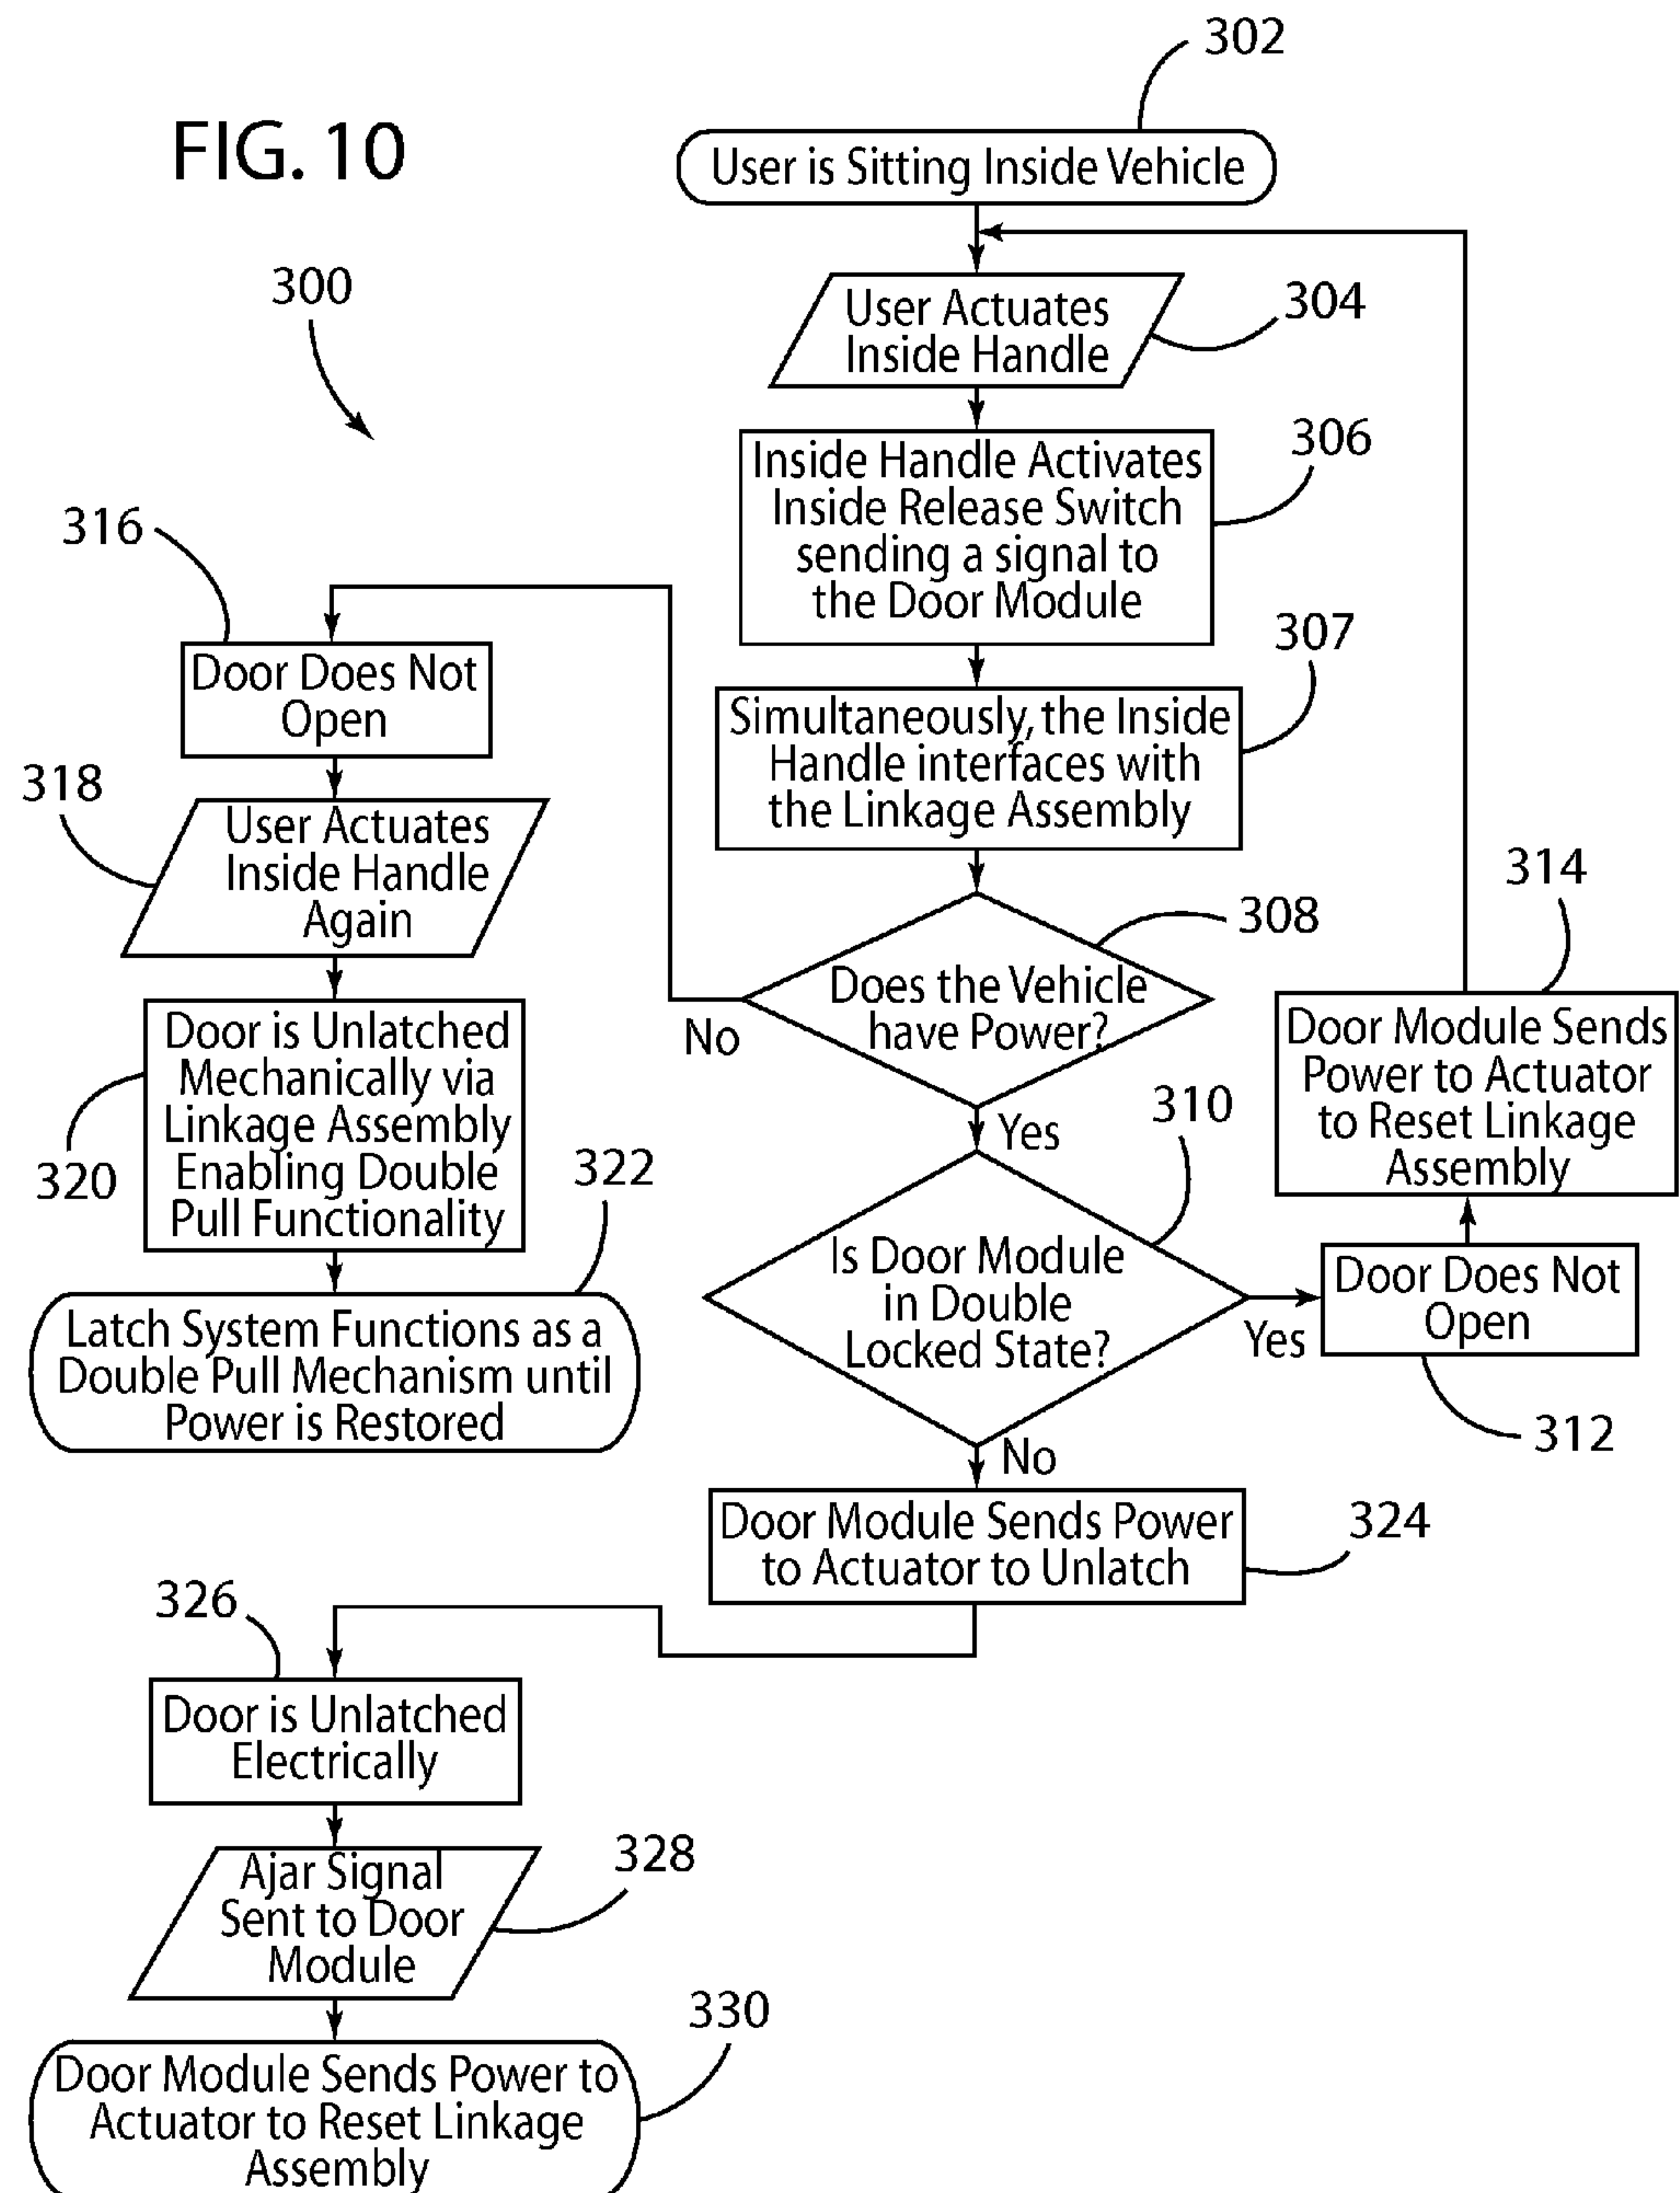 FIG. 10
300
302
User is Sitting Inside Vehicle
304
User Actuates
Inside Handle
306
Inside Handle Activates
Inside Release Switch
sending a signal to
the Door Module
307
Simultaneously, the Inside
Handle interfaces with
the Linkage Assembly
308
Does the Vehicle
have Power?
No
Yes
316
Door Does Not
Open
318
User Actuates
Inside Handle
Again
320
Door is Unlatched
Mechanically via
Linkage Assembly
Enabling Double
Pull Functionality
322
Latch System Functions as a
Double Pull Mechanism until
Power is Restored
310
Is Door Module
in Double
Locked State?
Yes
No
312
Door Does Not
Open
314
Door Module Sends
Power to Actuator
to Reset Linkage
Assembly
324
Door Module Sends Power
to Actuator to Unlatch
326
Door is Unlatched
Electrically
328
Ajar Signal
Sent to Door
Module
330
Door Module Sends Power to
Actuator to Reset Linkage
Assembly